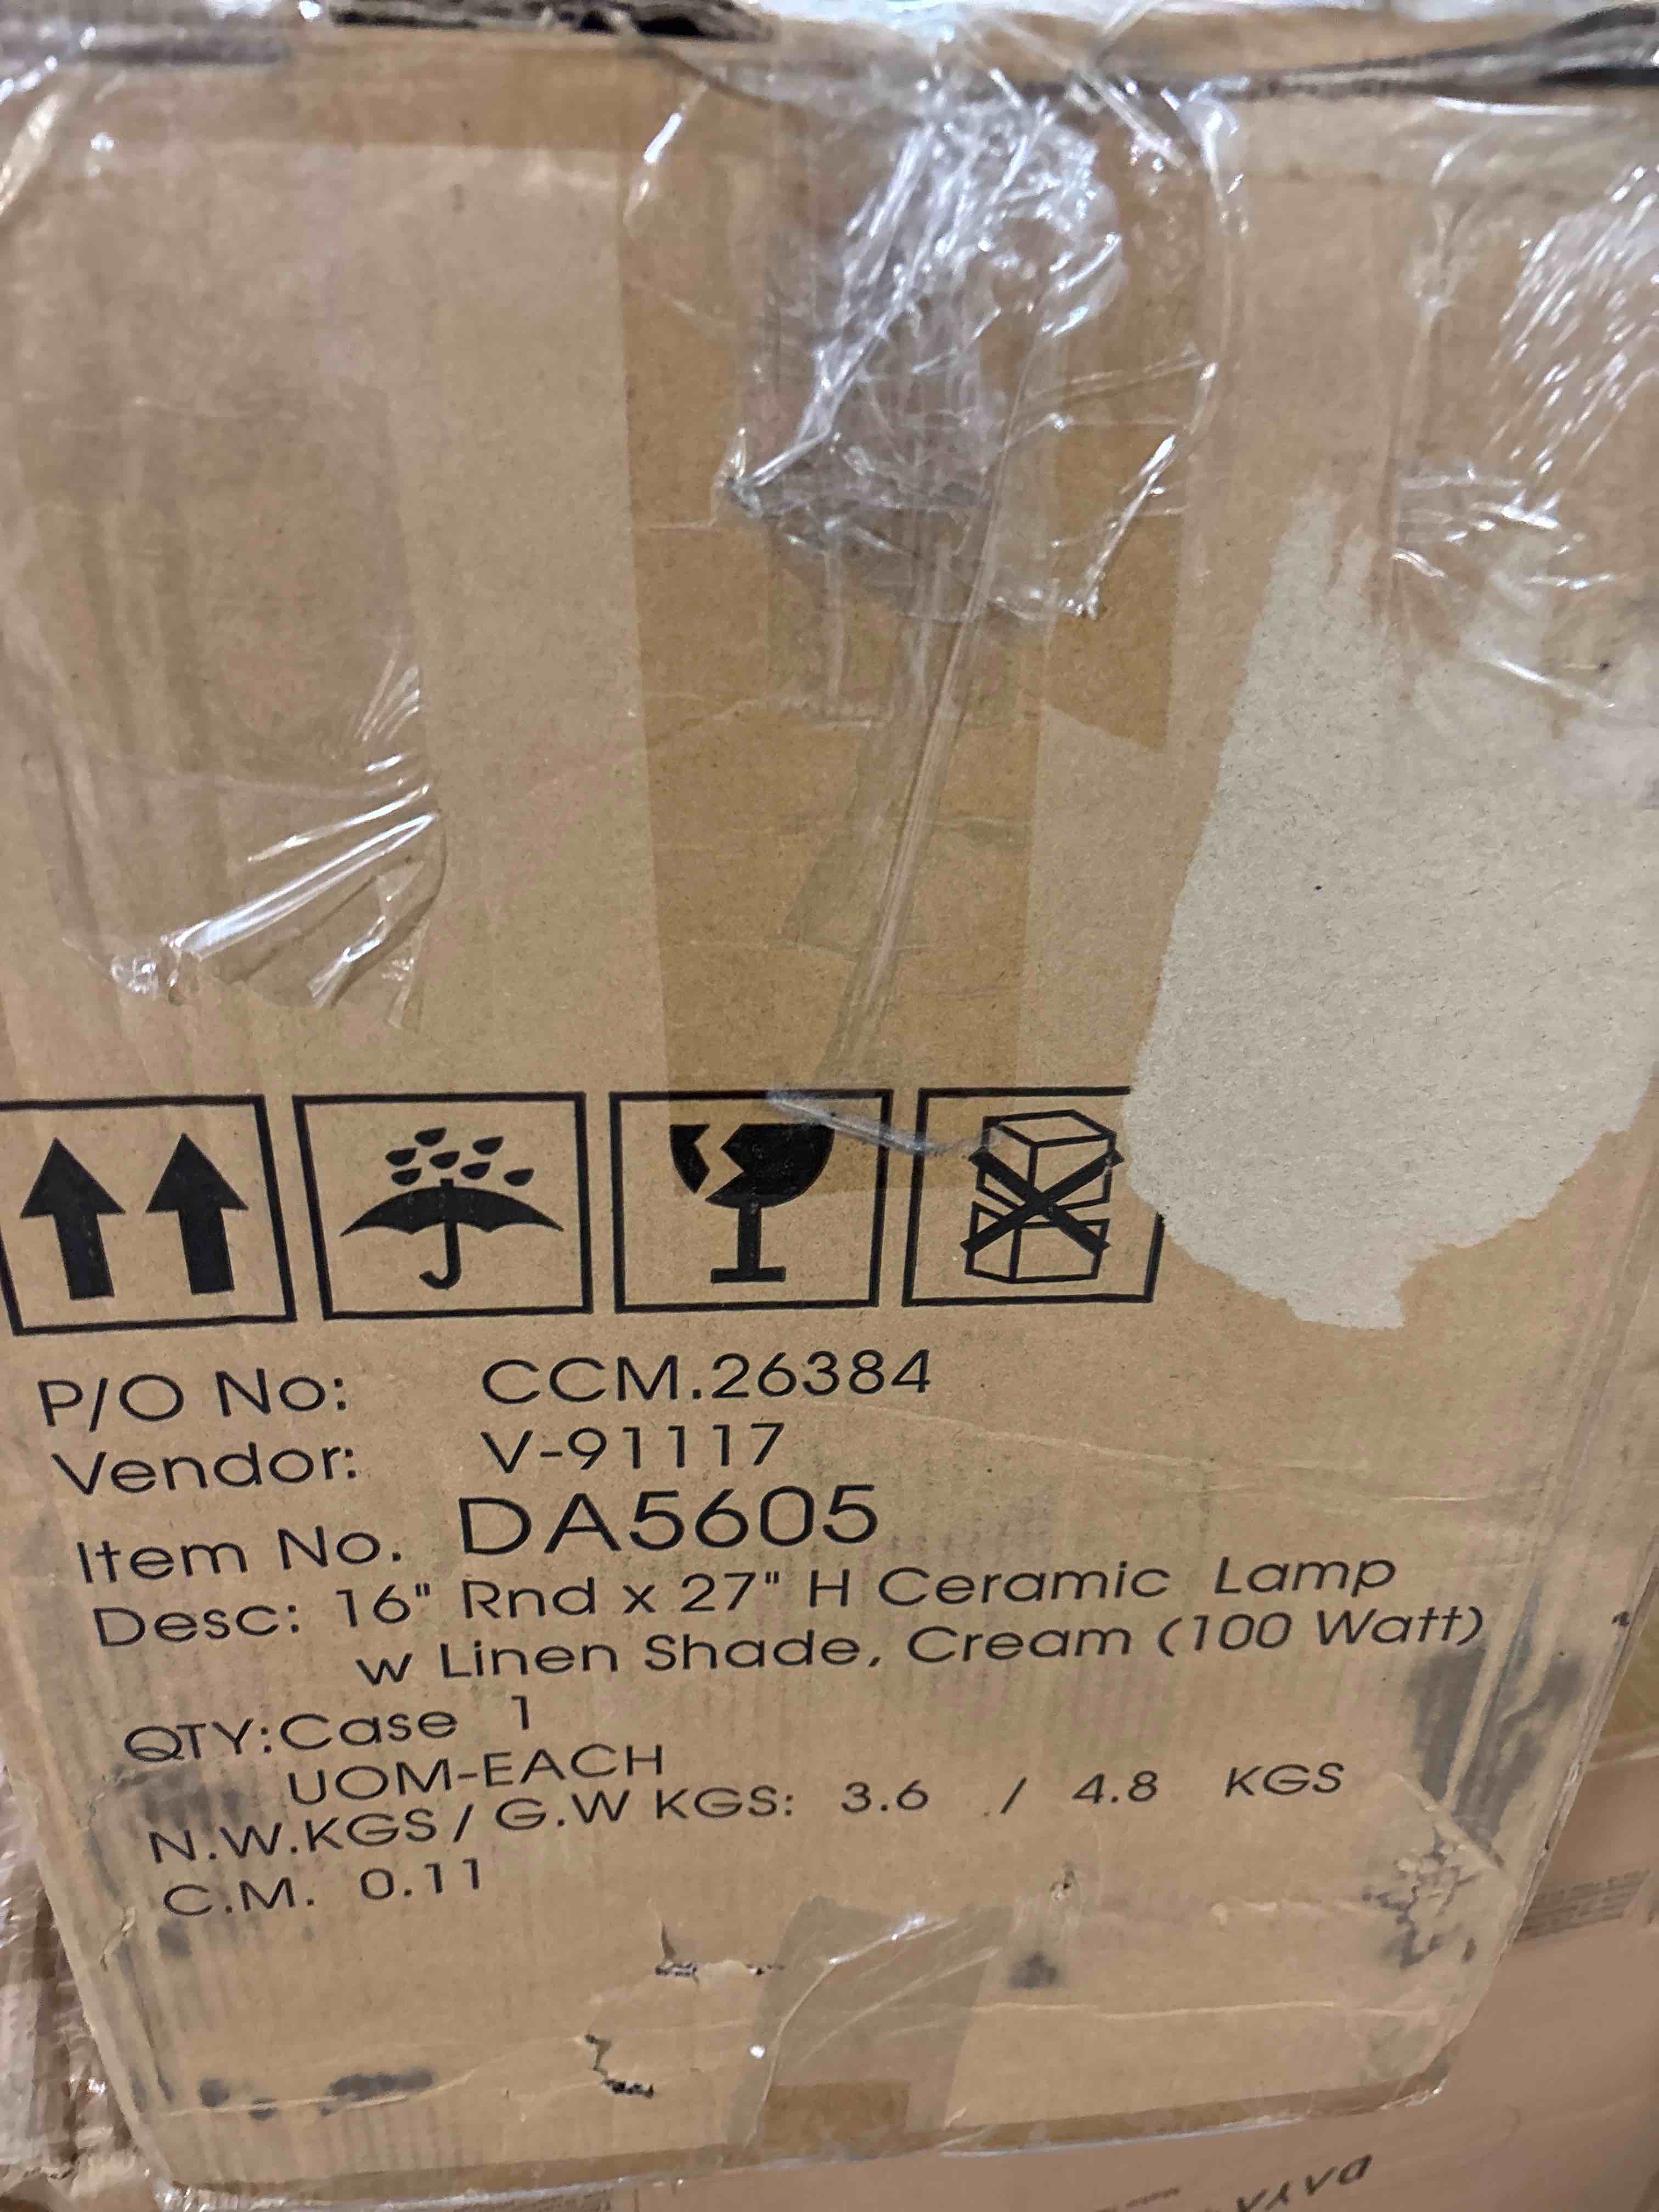 P/O No: CCM.26384
Vendor: V-91117
Item No. DA5605
Desc: 16" Rnd x 27" H Ceramic Lamp
w Linen Shade, Cream (100 Watt)
QTY:Case 1
UOM-EACH
N.W.KGS/ G.W KGS: 3.6 / 4.8 KGS
C.M. 0.11